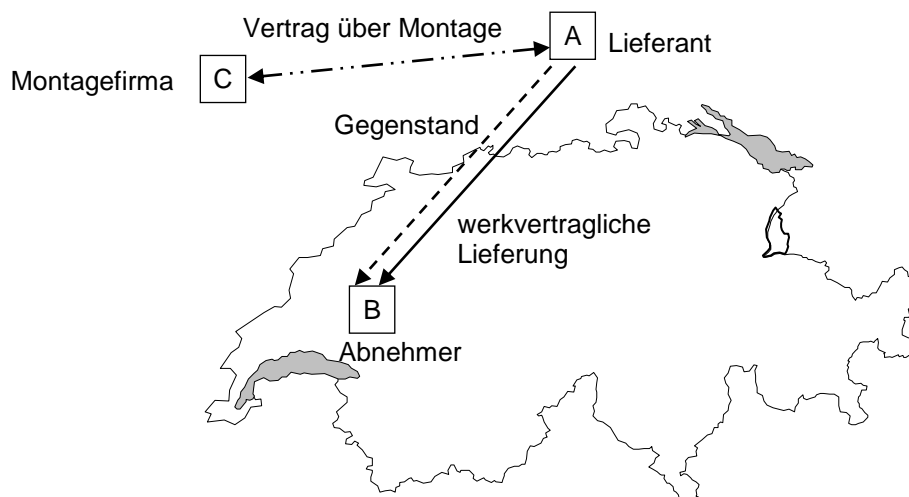 Vertrag über Montage
A
Lieferant
Montagefirma
C
Gegenstand
werkvertragliche
Lieferung
B
Abnehmer